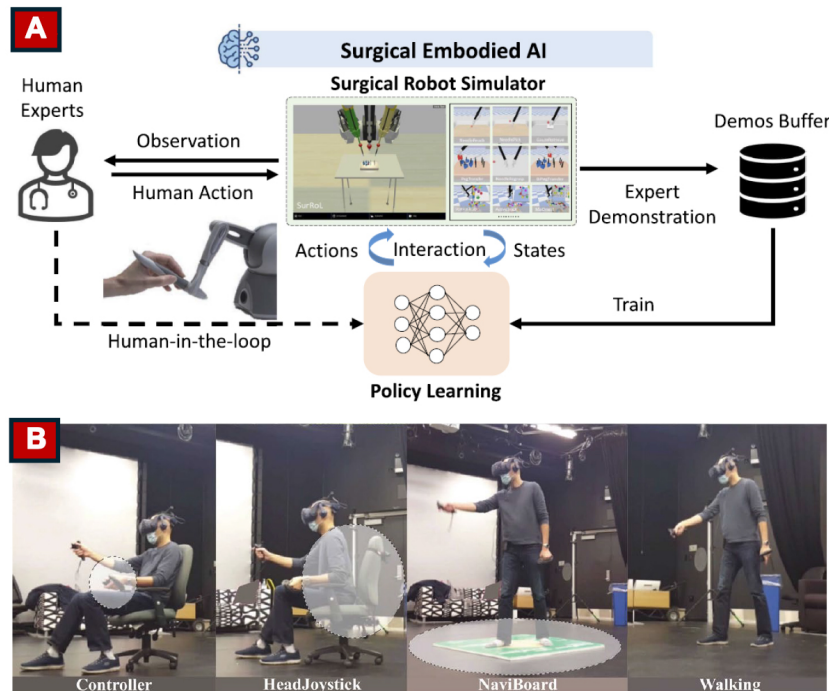 A
Surgical Embodied AI
Surgical Robot Simulator
Human
Experts
Observation
Human Action
SurRoL
Demos Buffer
Expert
Demonstration
Actions
Interaction
States
Human-in-the-loop
Train
Policy Learning
B
Controller
HeadJoystick
NaviBoard
Walking